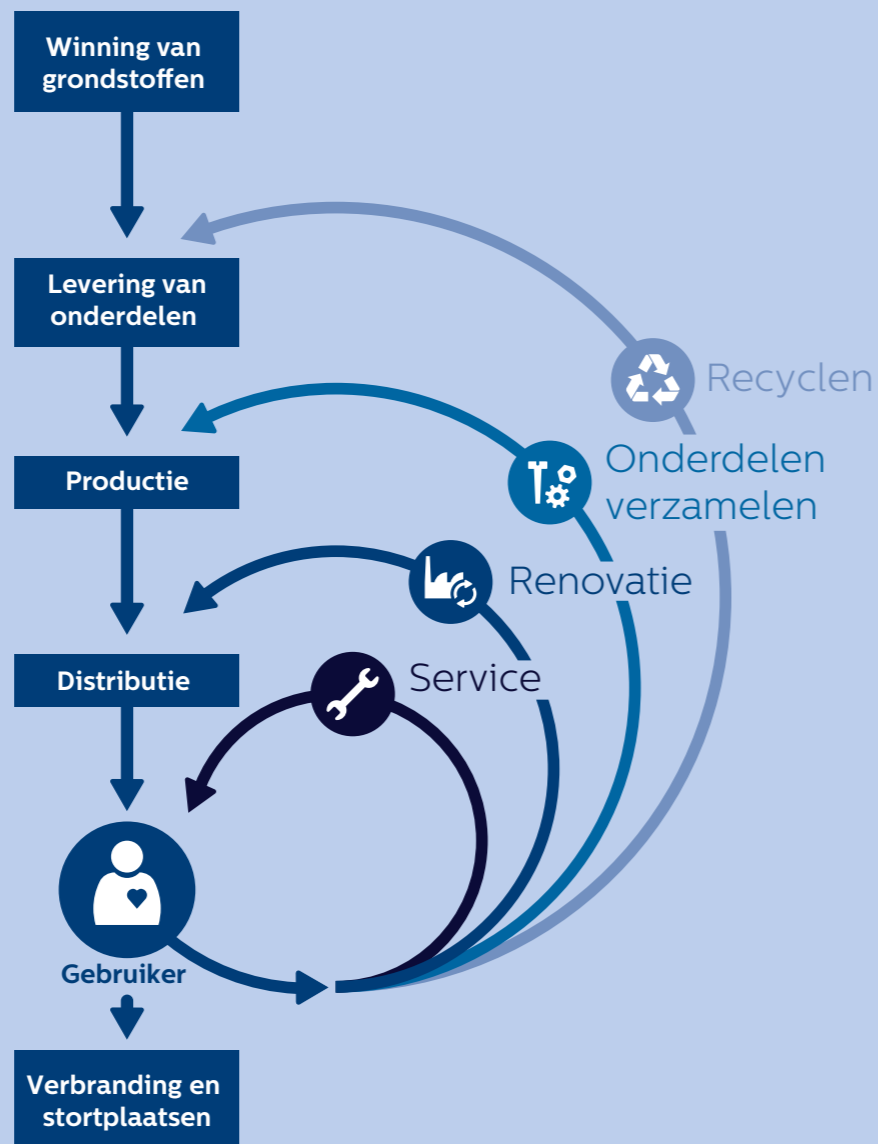 Winning van
grondstoffen
Levering van
onderdelen
Recyclen
Onderdelen
verzamelen
Productie
Renovatie
Service
Distributie
Gebruiker
Verbranding en
stortplaatsen